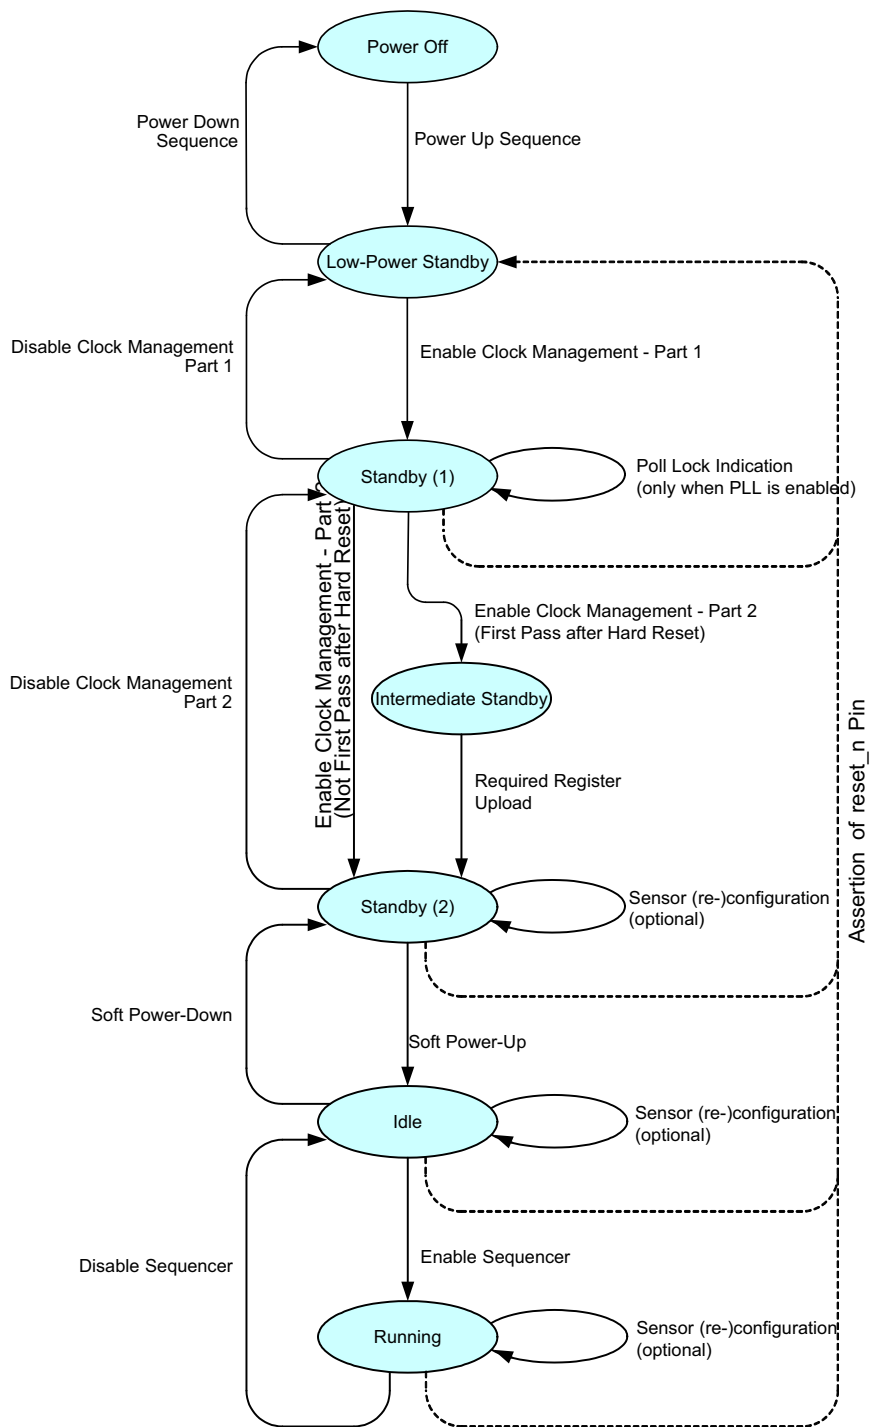 Power Off
Power Down
Sequence
Power Up Sequence
Low-Power Standby
Disable Clock Management
Part 1
Enable Clock Management - Part 1
Standby (1)
Poll Lock Indication
(only when PLL is enabled)
Enable Clock Management - Part
(Not First Pass after Hard Reset)
Enable Clock Management - Part 2
(First Pass after Hard Reset)
Disable Clock Management
Part 2
Intermediate Standby
Assertion of reset_n Pin
Required Register
Upload
Standby (2)
Sensor (re-)configuration
(optional)
Soft Power-Down
Soft Power-Up
Idle
Sensor (re-)configuration
(optional)
Disable Sequencer
Enable Sequencer
Running
Sensor (re-)configuration
(optional)